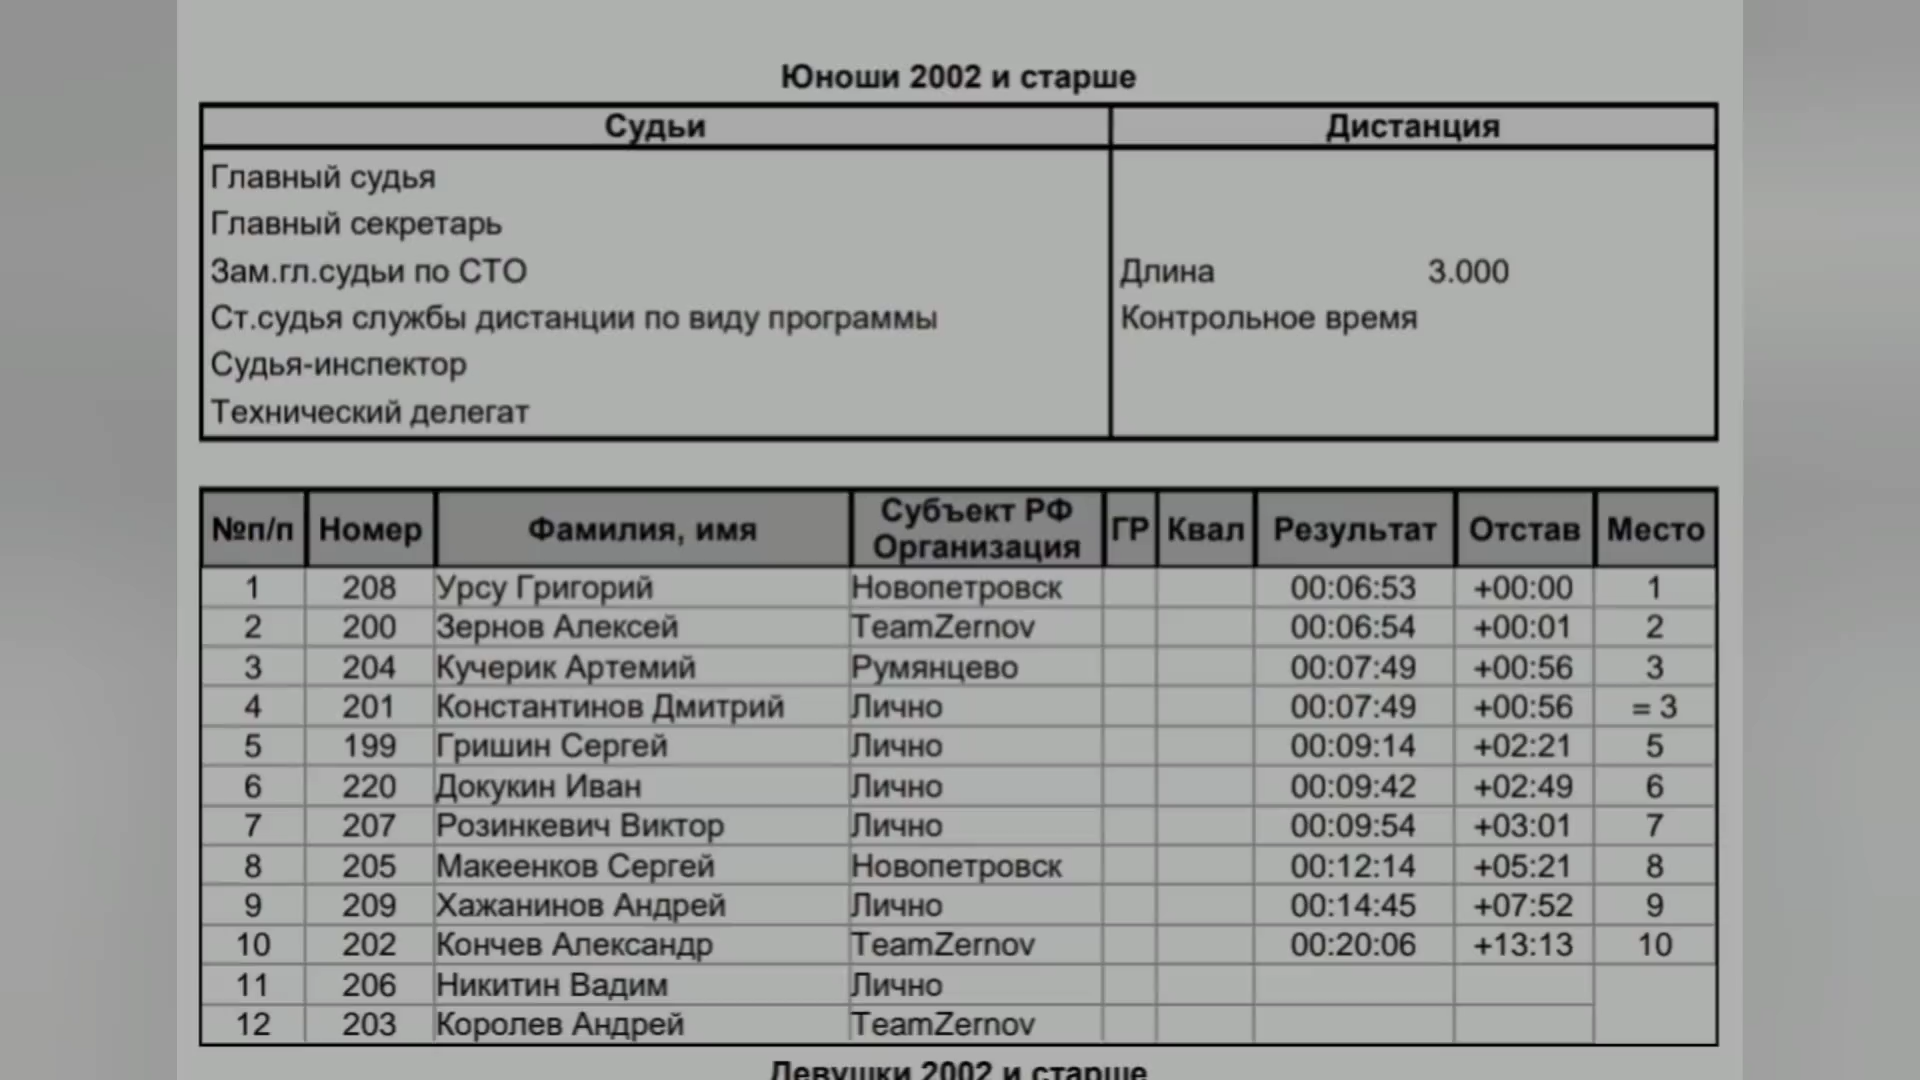 Юноши 2002 и старше
Судьи Дистанция
Главный судья
Главный секретарь
Зам.гл.судьи по СТО Длина 3.000
Ст.судья службы дистанции по виду программы Контрольное время
Судья-инспектор
Технический делегат
№п/п Номер Фамилия, имя Субъект РФ Организация ГР Квал Результат Отстав Место
1 208 Урсу Григорий Новопетровск 00:06:53 +00:00 1
2 200 Зернов Алексей TeamZernov 00:06:54 +00:01 2
3 204 Кучерик Артемий Румянцево 00:07:49 +00:56 3
4 201 Константинов Дмитрий Лично 00:07:49 +00:56 = 3
5 199 Гришин Сергей Лично 00:09:14 +02:21 5
6 220 Докукин Иван Лично 00:09:42 +02:49 6
7 207 Розинкевич Виктор Лично 00:09:54 +03:01 7
8 205 Макеенков Сергей Новопетровск 00:12:14 +05:21 8
9 209 Хажанинов Андрей Лично 00:14:45 +07:52 9
10 202 Кончев Александр TeamZernov 00:20:06 +13:13 10
11 206 Никитин Вадим Лично
12 203 Королев Андрей TeamZernov
Девушки 2002 и старше